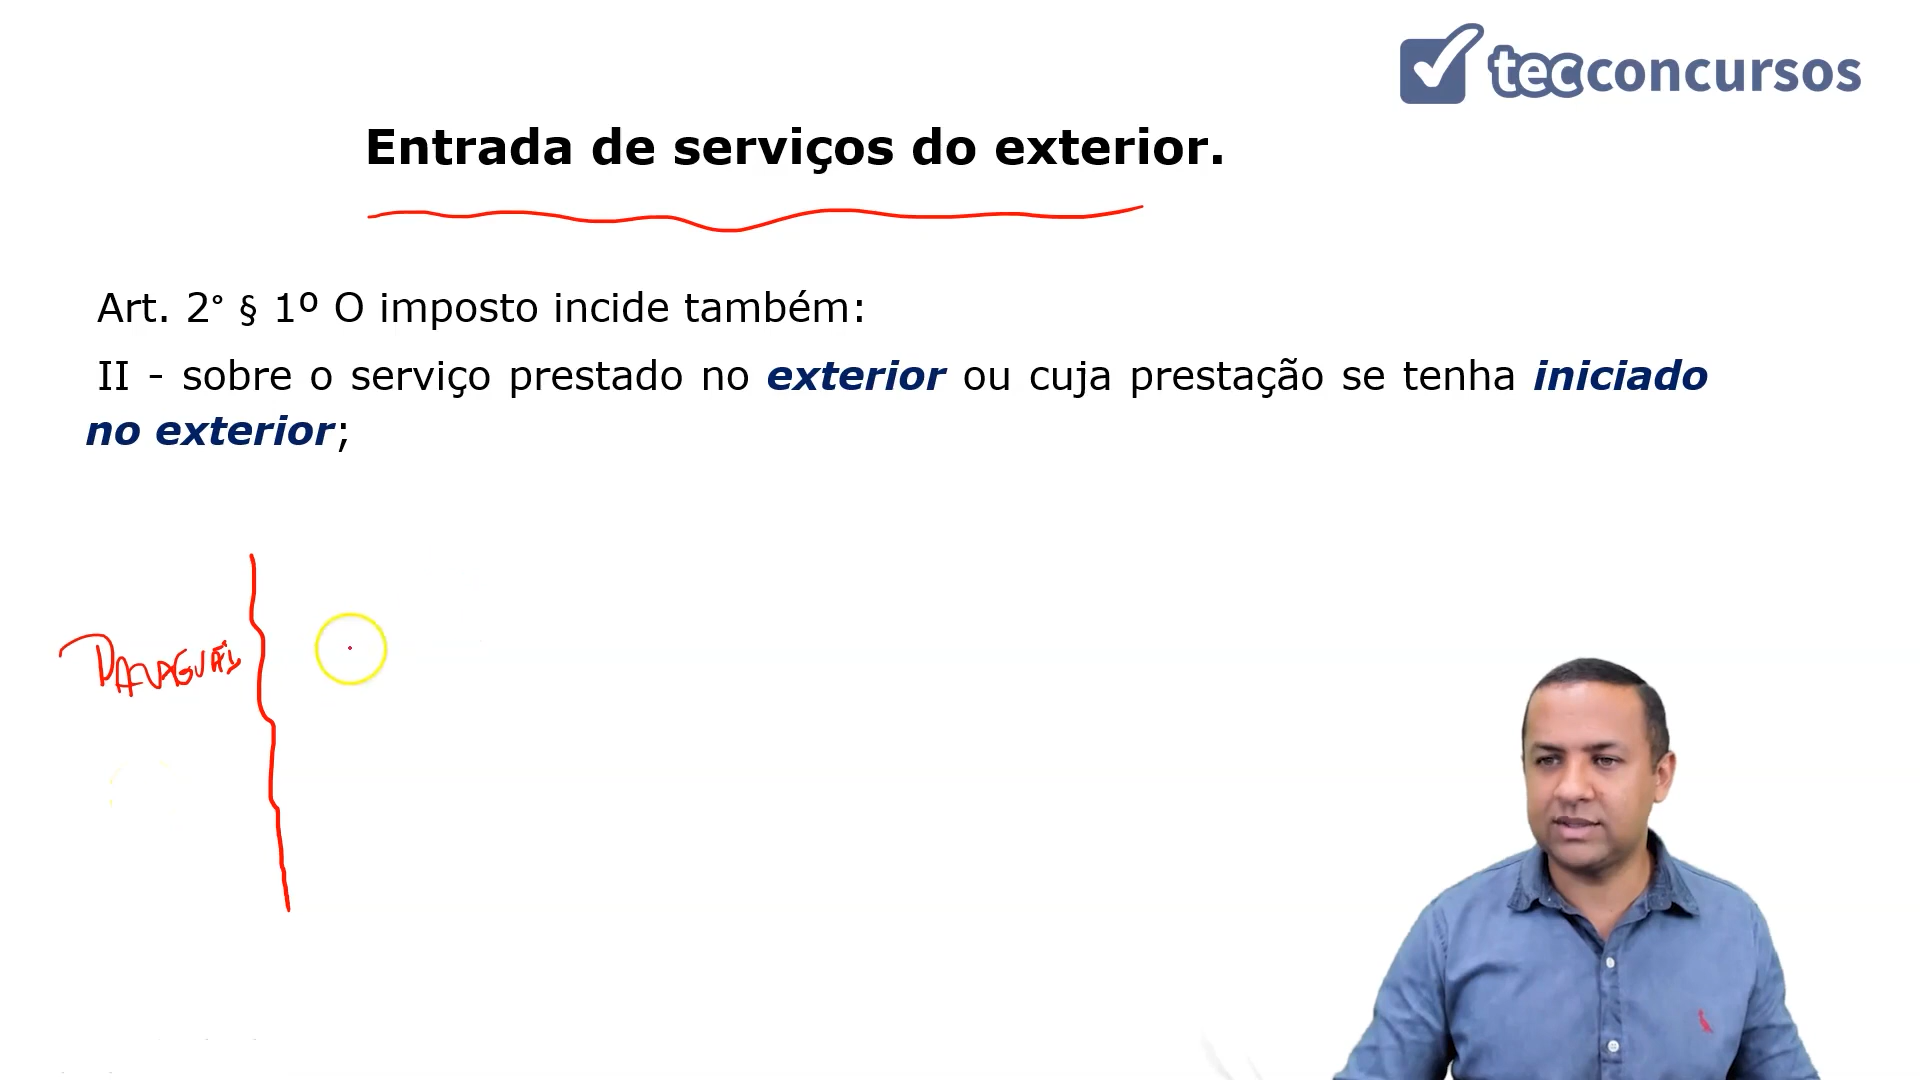 tecconcursos
Entrada de serviços do exterior.
Art. 2° § 1º O imposto incide também:
II - sobre o serviço prestado no exterior ou cuja prestação se tenha iniciado
no exterior;
PARAGUAI